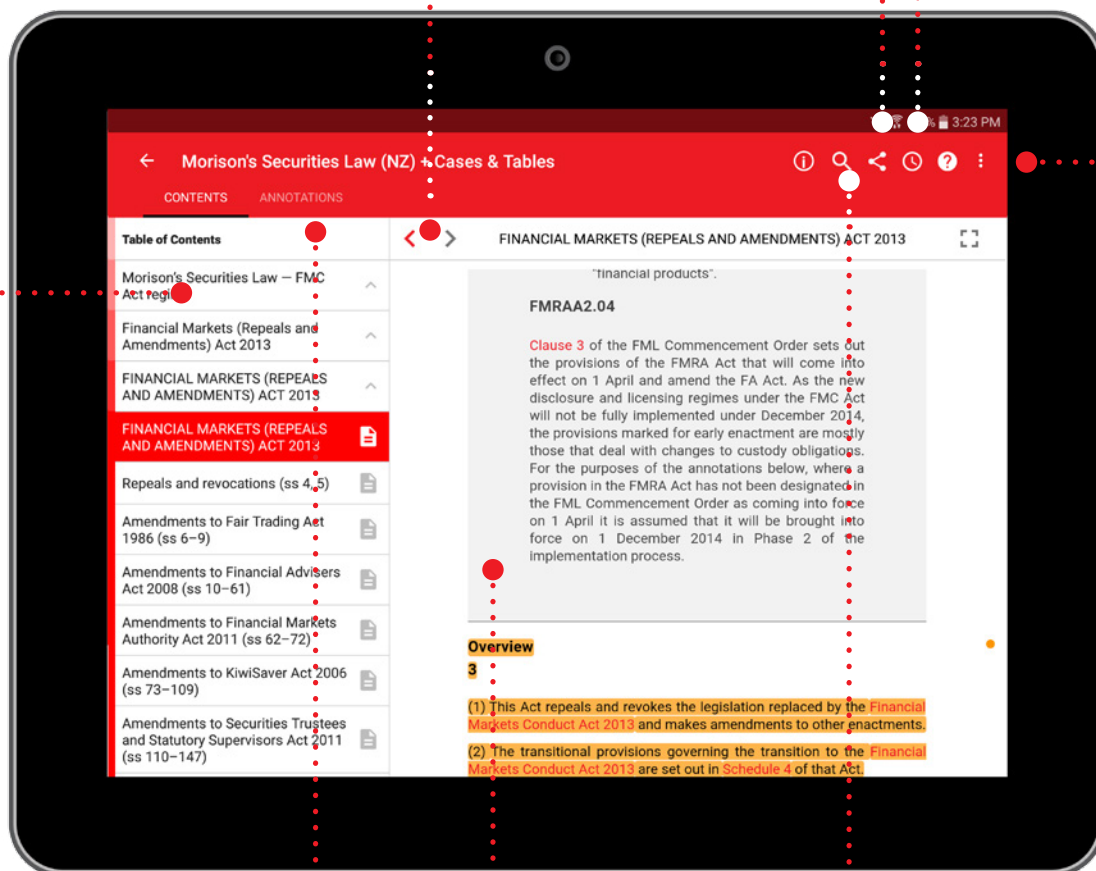 % 3:23 PM
Morison's Securities Law (NZ) + Cases & Tables
CONTENTS ANNOTATIONS
Table of Contents
Morison's Securities Law — FMC
Act
Financial Markets (Repeals and
Amendments) Act 2013
FINANCIAL MARKETS (REPEALS
AND AMENDMENTS) ACT 2013
FINANCIAL MARKETS (REPEALS
AND AMENDMENTS) ACT 2013
Repeals and revocations (ss 4, 5)
Amendments to Fair Trading Act
1986 (ss 6–9)
Amendments to Financial Advisers
Act 2008 (ss 10–61)
Amendments to Financial Markets
Authority Act 2011 (ss 62–72)
Amendments to KiwiSaver Act 2006
(ss 73–109)
Amendments to Securities Trustees
and Statutory Supervisors Act 2011
(ss 110–147)
FINANCIAL MARKETS (REPEALS AND AMENDMENTS) ACT 2013
"financial products".
FMRAA2.04
Clause 3 of the FML Commencement Order sets out
the provisions of the FMRA Act that will come into
effect on 1 April and amend the FA Act. As the new
disclosure and licensing regimes under the FMC Act
will not be fully implemented under December 2014,
the provisions marked for early enactment are mostly
those that deal with changes to custody obligations.
For the purposes of the annotations below, where a
provision in the FMRA Act has not been designated in
the FML Commencement Order as coming into force
on 1 April it is assumed that it will be brought into
force on 1 December 2014 in Phase 2 of the
implementation process.
Overview
3
(1) This Act repeals and revokes the legislation replaced by the Financial
Markets Conduct Act 2013 and makes amendments to other enactments.
(2) The transitional provisions governing the transition to the Financial
Markets Conduct Act 2013 are set out in Schedule 4 of that Act.